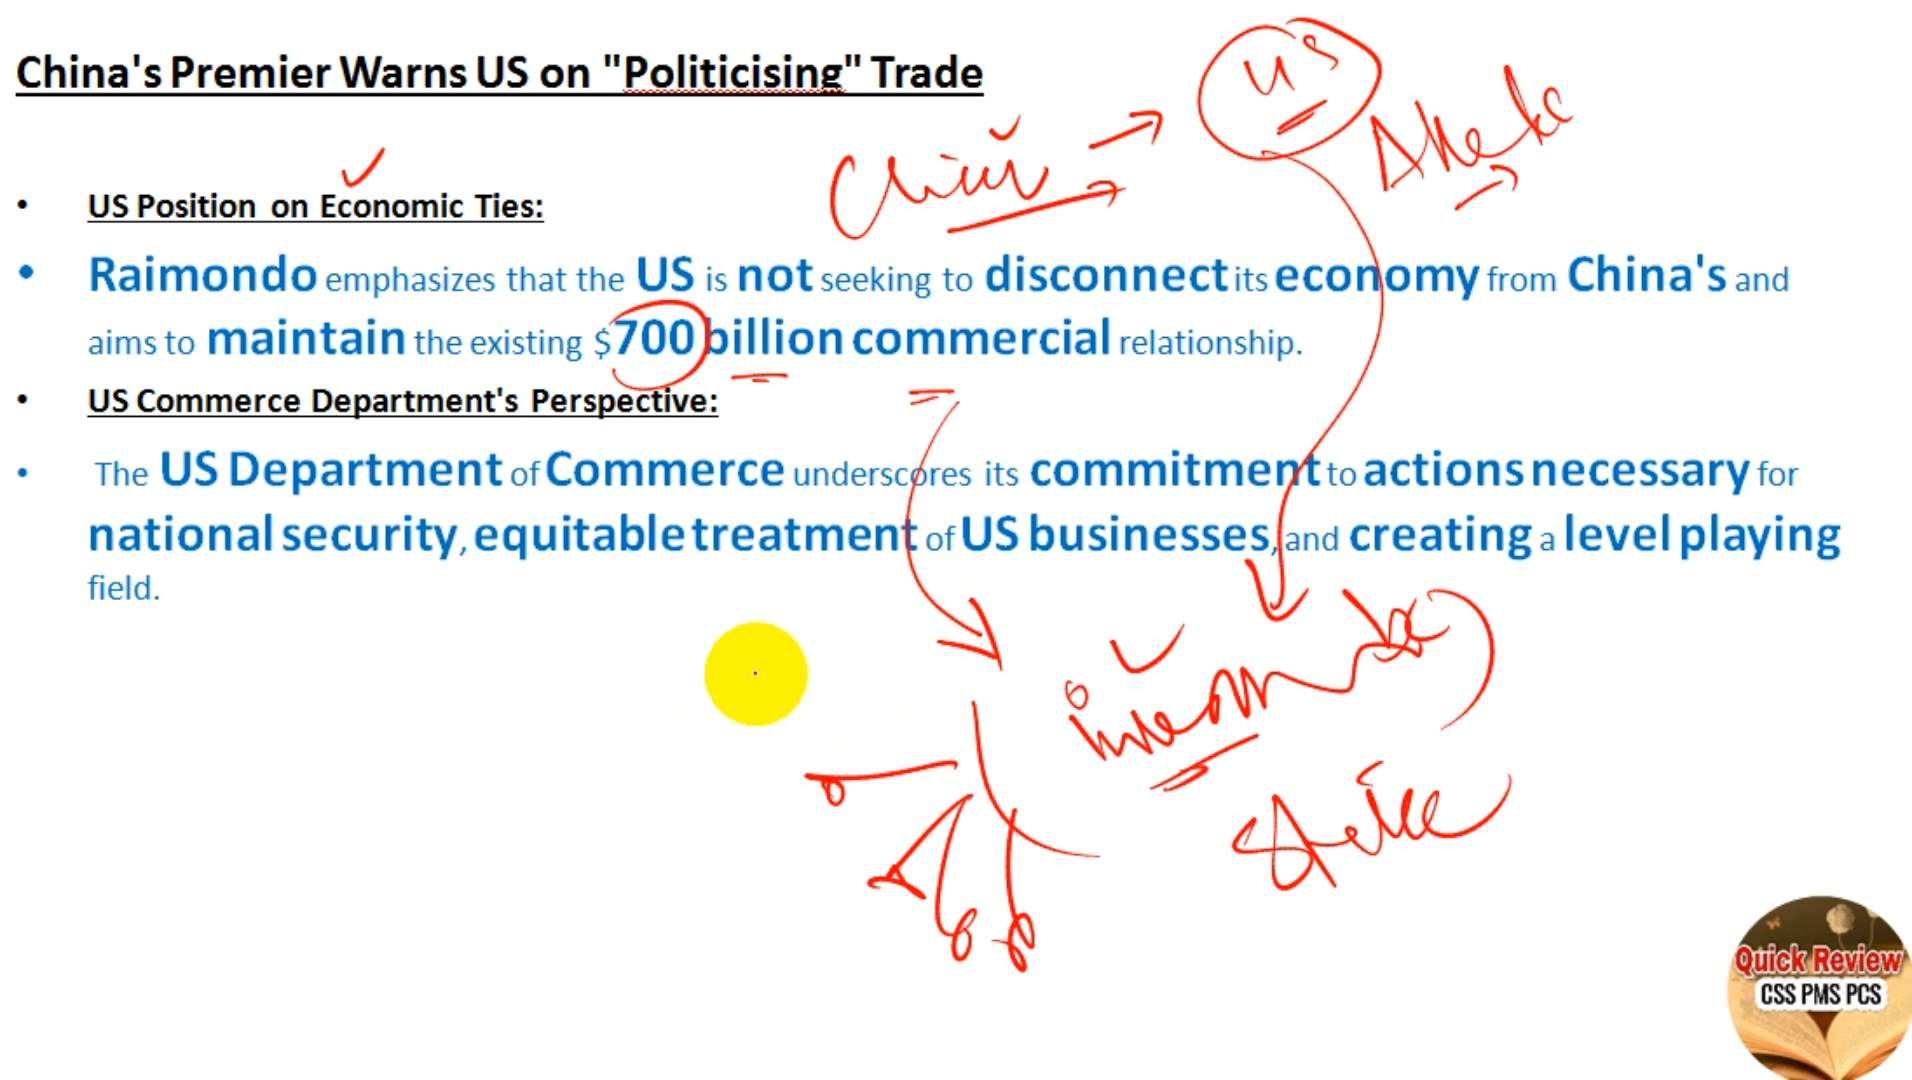 China's Premier Warns US on "Politicising" Trade
US
China
• US Position on Economic Ties:
• Raimondo emphasizes that the US is not seeking to disconnect its economy from China's and
aims to maintain the existing $700 billion commercial relationship.
• US Commerce Department's Perspective:
• The US Department of Commerce underscores its commitment to actions necessary for
national security, equitable treatment of US businesses, and creating a level playing
field.
Quick Review
CSS PMS PCS